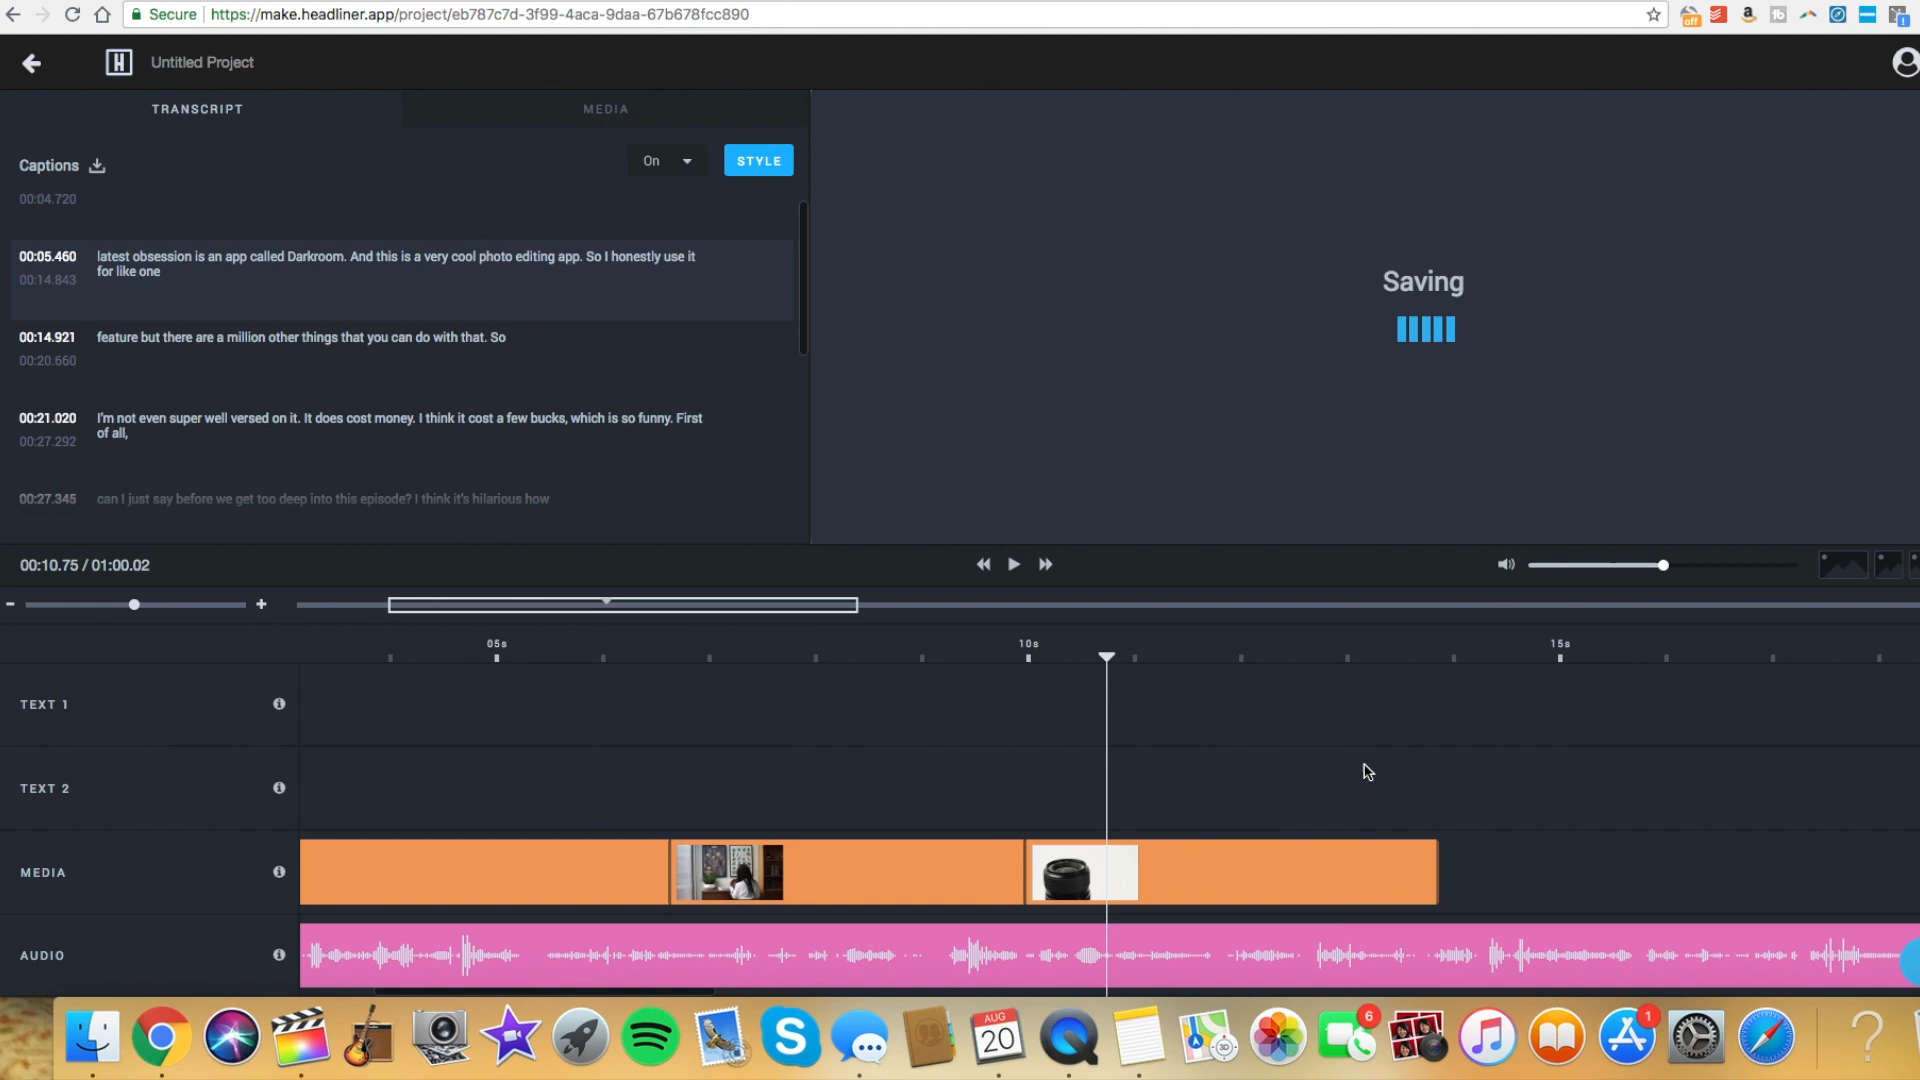 Secure https://make.headliner.app/project/eb787c7d-3f99-4aca-9daa-67b678fcc890
off
Untitled Project
TRANSCRIPT MEDIA
Captions On STYLE
00:04.720
00:05.460 latest obsession is an app called Darkroom. And this is a very cool photo editing app. So I honestly use it
00:14.843 for like one
00:14.921 feature but there are a million other things that you can do with that. So
00:20.660
00:21.020 I'm not even super well versed on it. It does cost money. I think it cost a few bucks, which is so funny. First
00:27.292 of all,
00:27.345 can I just say before we get too deep into this episode? I think it's hilarious how
Saving
00:10.75 / 01:00.02
05s 10s 15s
TEXT 1
TEXT 2
MEDIA
AUDIO
AUG
20
3D
6
1